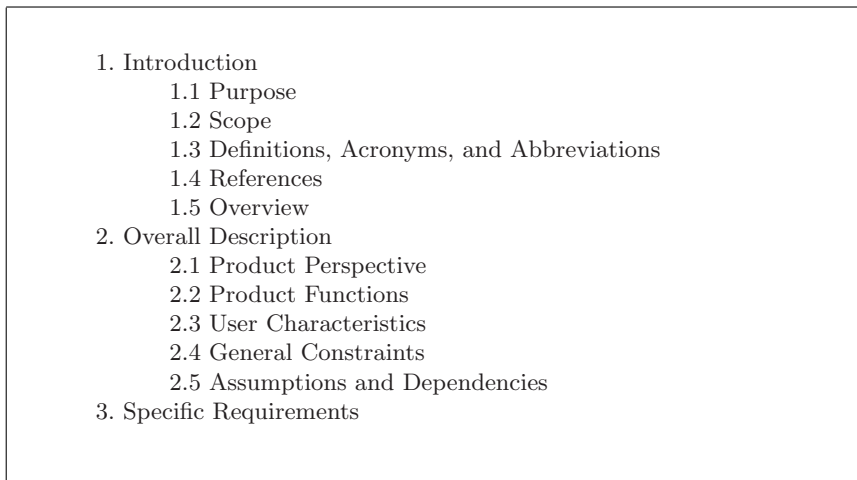 1. Introduction
1.1 Purpose
1.2 Scope
1.3 Definitions, Acronyms, and Abbreviations
1.4 References
1.5 Overview
2. Overall Description
2.1 Product Perspective
2.2 Product Functions
2.3 User Characteristics
2.4 General Constraints
2.5 Assumptions and Dependencies
3. Specific Requirements